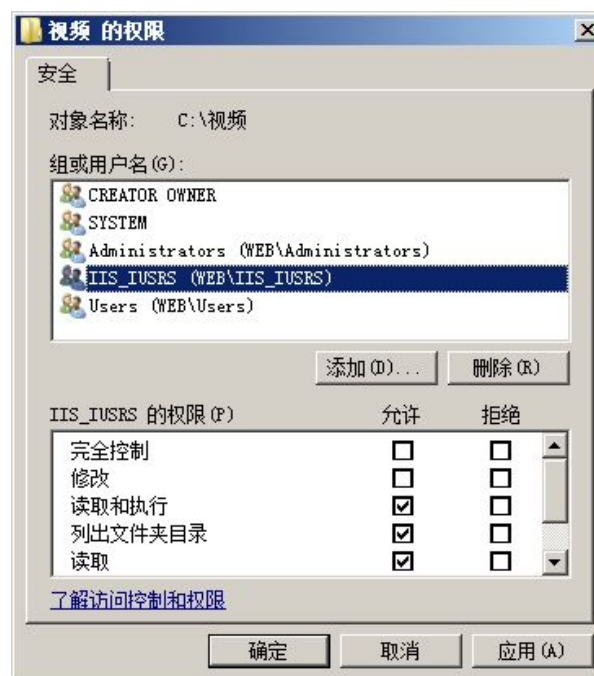 视频 的权限
安全
对象名称: C:\视频
组或用户名(G):
CREATOR OWNER
SYSTEM
Administrators (WEB\Administrators)
IIS_IUSRS (WEB\IIS_IUSRS)
Users (WEB\Users)
添加(D)... 删除(R)
IIS_IUSRS 的权限(P) 允许 拒绝
完全控制
修改
读取和执行
列出文件夹目录
读取
了解访问控制和权限
确定 取消 应用(A)